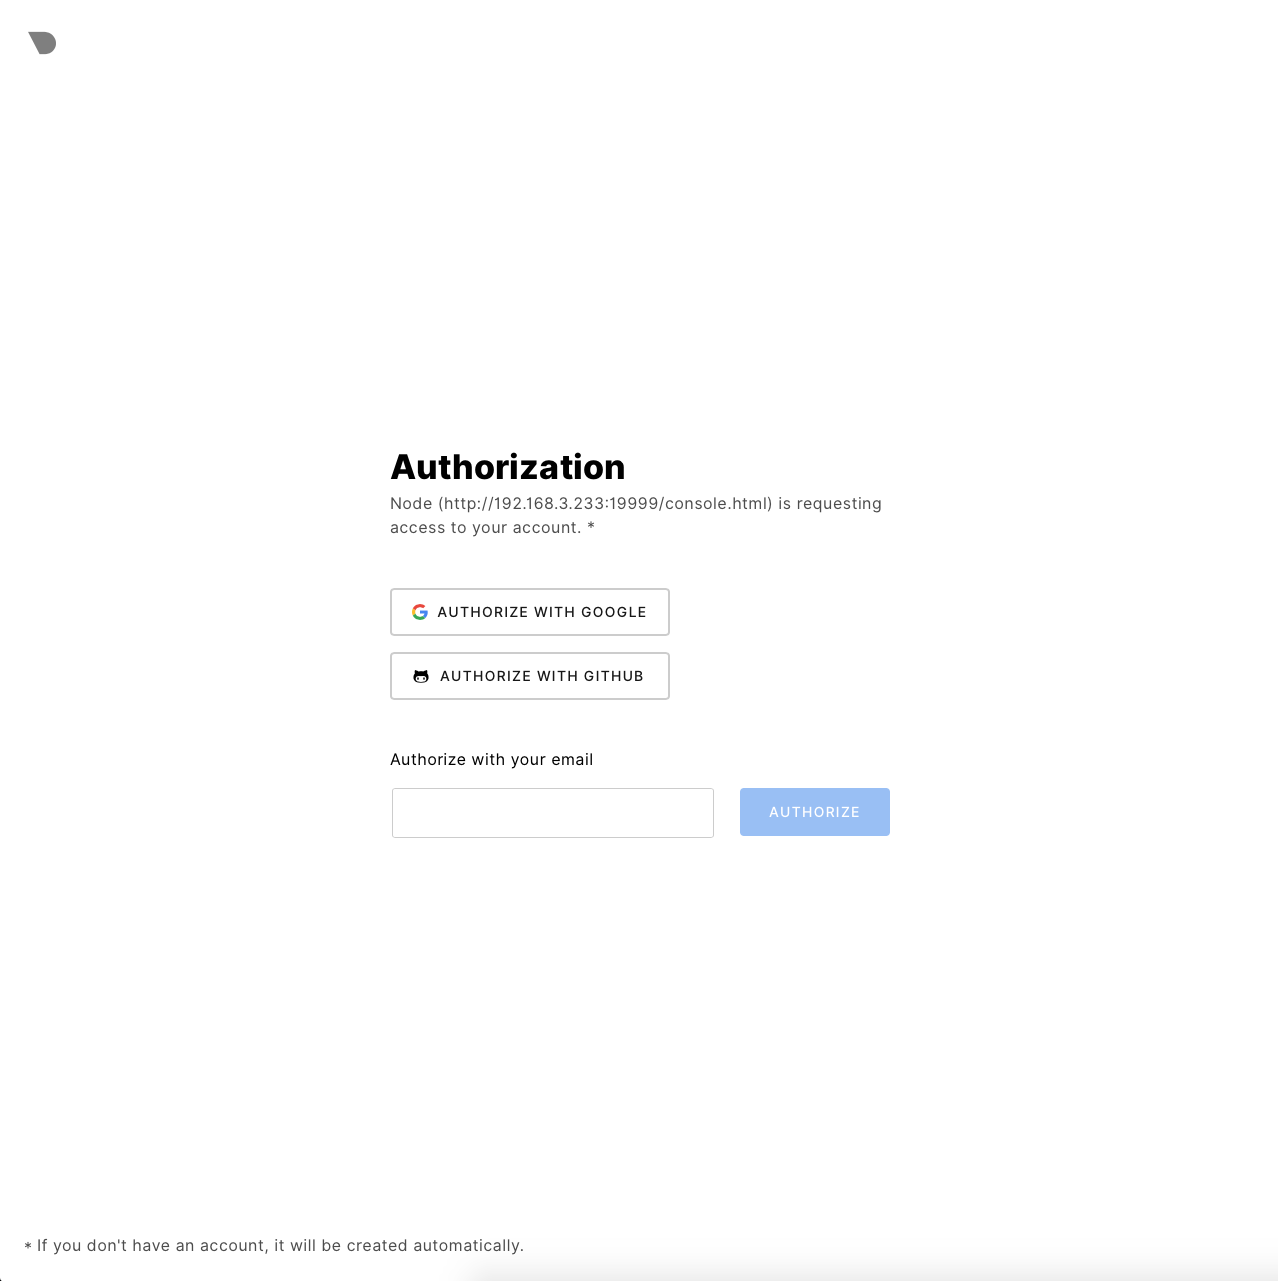 Authorization
Node (http://192.168.3.233:19999/console.html) is requesting
access to your account. *
AUTHORIZE WITH GOOGLE
AUTHORIZE WITH GITHUB
Authorize with your email
AUTHORIZE
* If you don't have an account, it will be created automatically.